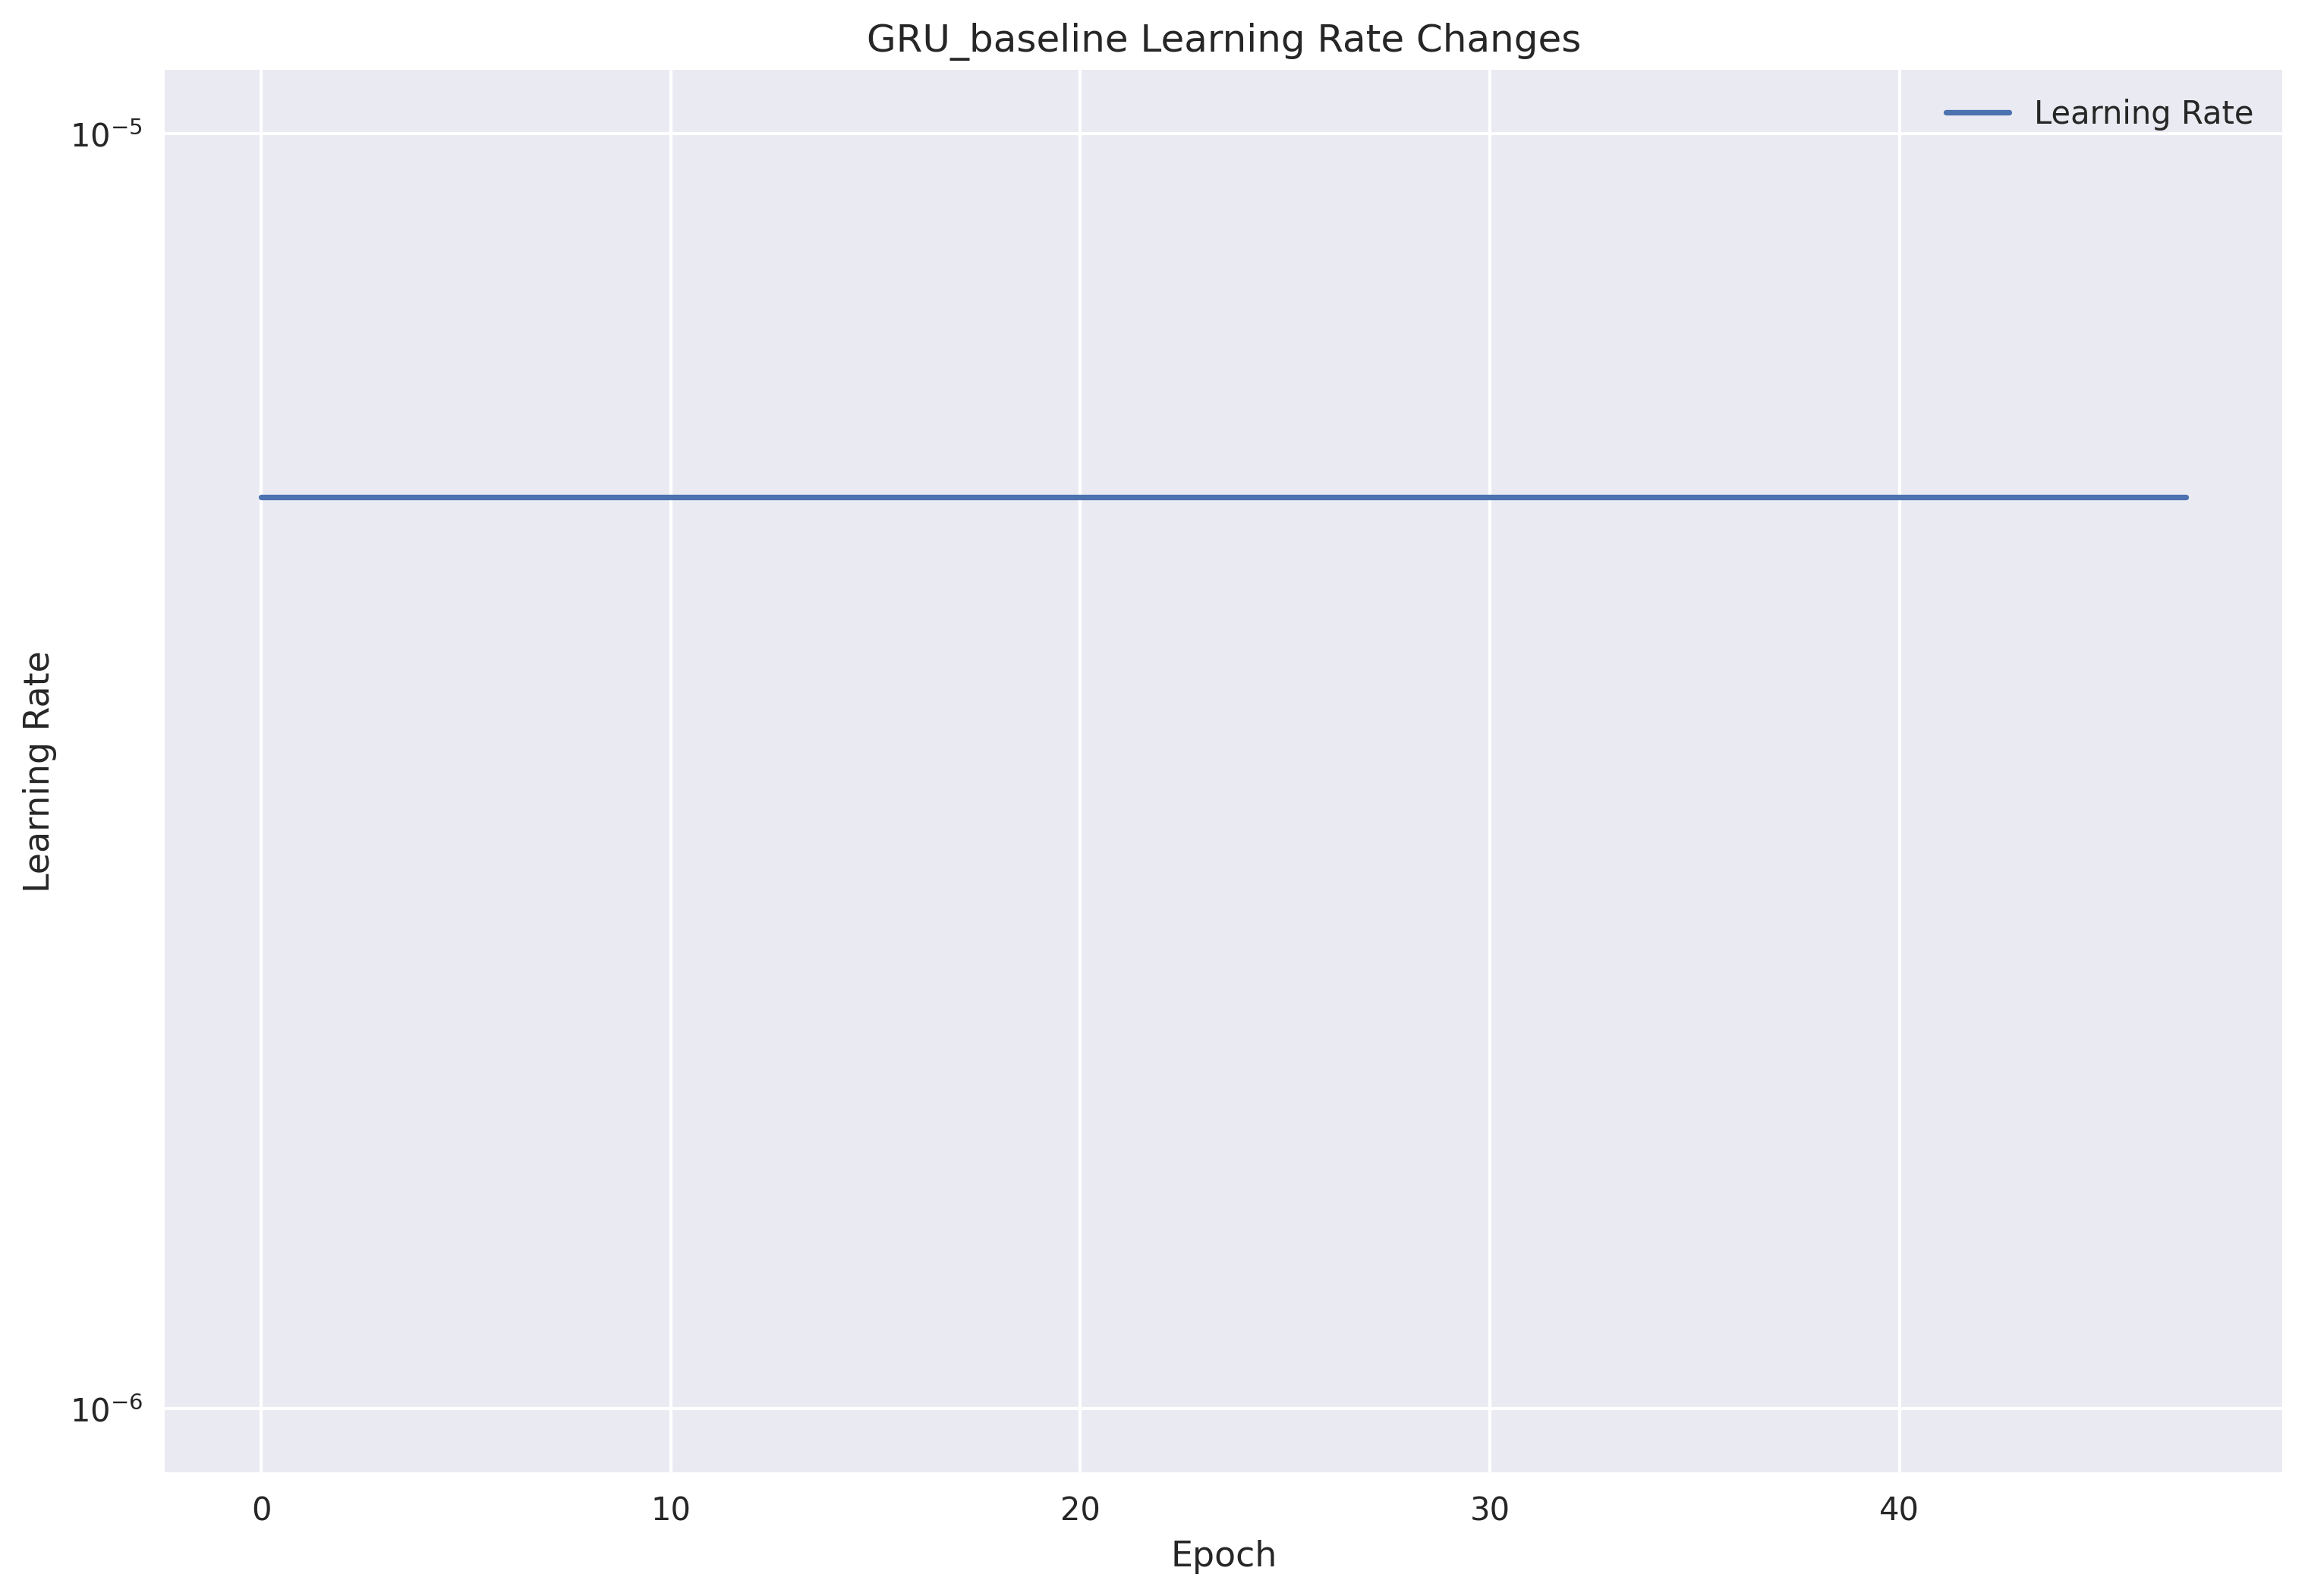 GRU_baseline Learning Rate Changes
Learning Rate
10⁻⁵
Learning Rate
10⁻⁶
0 10 20 30 40
Epoch